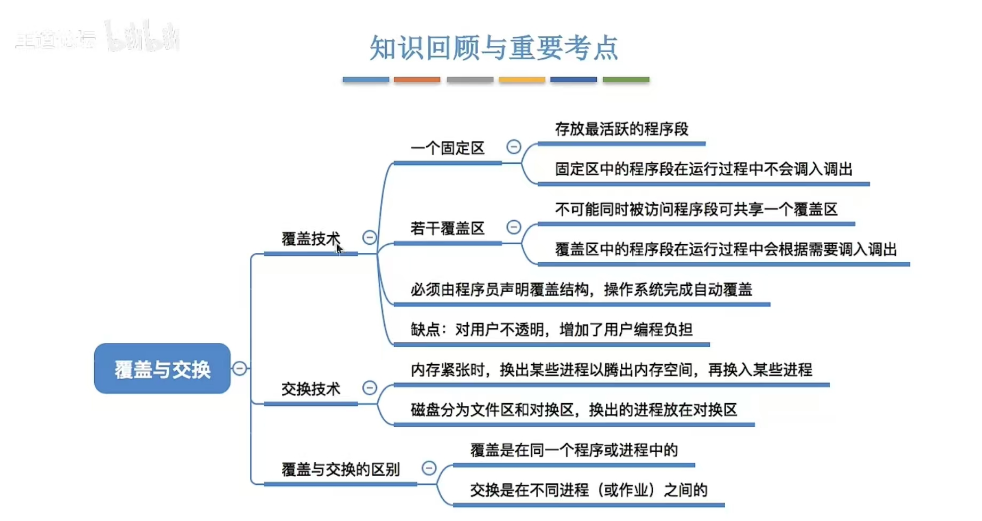 bilibili
知识回顾与重要考点
一个固定区
存放最活跃的程序段
固定区中的程序段在运行过程中不会调入调出
若干覆盖区
不可能同时被访问程序段可共享一个覆盖区
覆盖区中的程序段在运行过程中会根据需要调入调出
覆盖技术
必须由程序员声明覆盖结构，操作系统完成自动覆盖
缺点：对用户不透明，增加了用户编程负担
覆盖与交换
交换技术
内存紧张时，换出某些进程以腾出内存空间，再换入某些进程
磁盘分为文件区和对换区，换出的进程放在对换区
覆盖与交换的区别
覆盖是在同一个程序或进程中的
交换是在不同进程（或作业）之间的